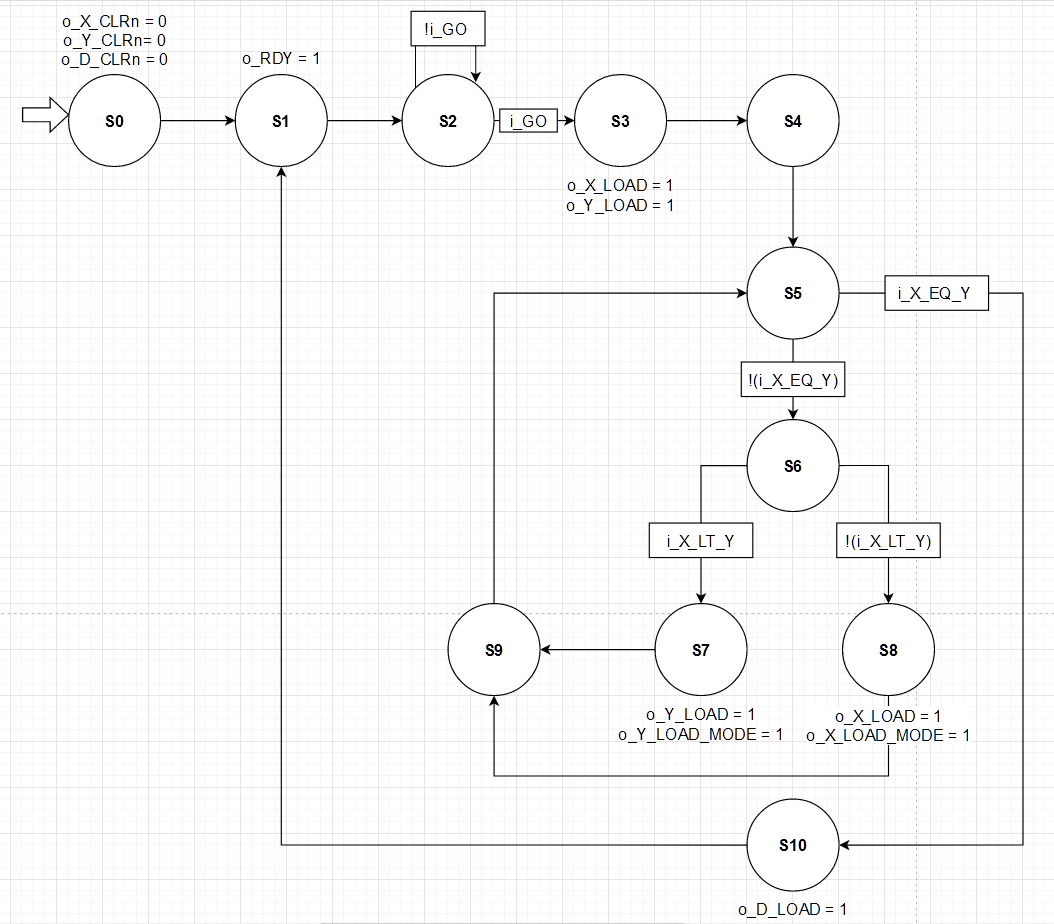 o_X_CLRn = 0
o_Y_CLRn= 0
o_D_CLRn = 0
o_RDY = 1
!i_GO
S0
S1
S2
i_GO
S3
S4
o_X_LOAD = 1
o_Y_LOAD = 1
S5
i_X_EQ_Y
!(i_X_EQ_Y)
S6
i_X_LT_Y
!(i_X_LT_Y)
S9
S7
S8
o_Y_LOAD = 1
o_Y_LOAD_MODE = 1
o_X_LOAD = 1
o_X_LOAD_MODE = 1
S10
o_D_LOAD = 1